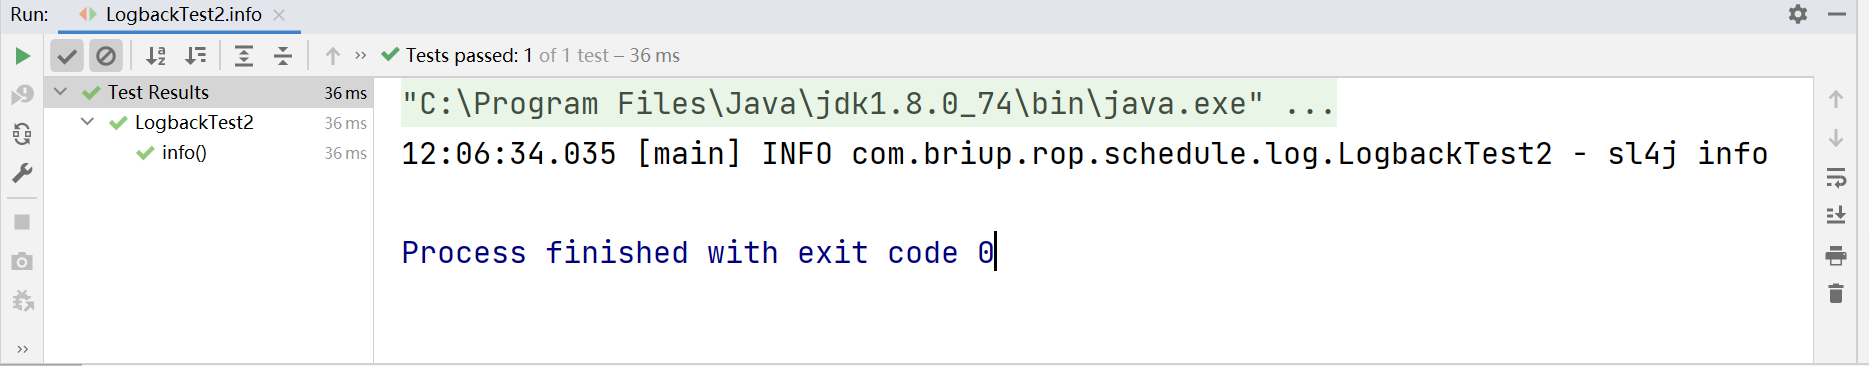 Run: LogbackTest2.info
Tests passed: 1 of 1 test – 36 ms
Test Results 36 ms
LogbackTest2 36 ms
info() 36 ms
"C:\Program Files\Java\jdk1.8.0_74\bin\java.exe" ...
12:06:34.035 [main] INFO com.briup.rop.schedule.log.LogbackTest2 - sl4j info
Process finished with exit code 0